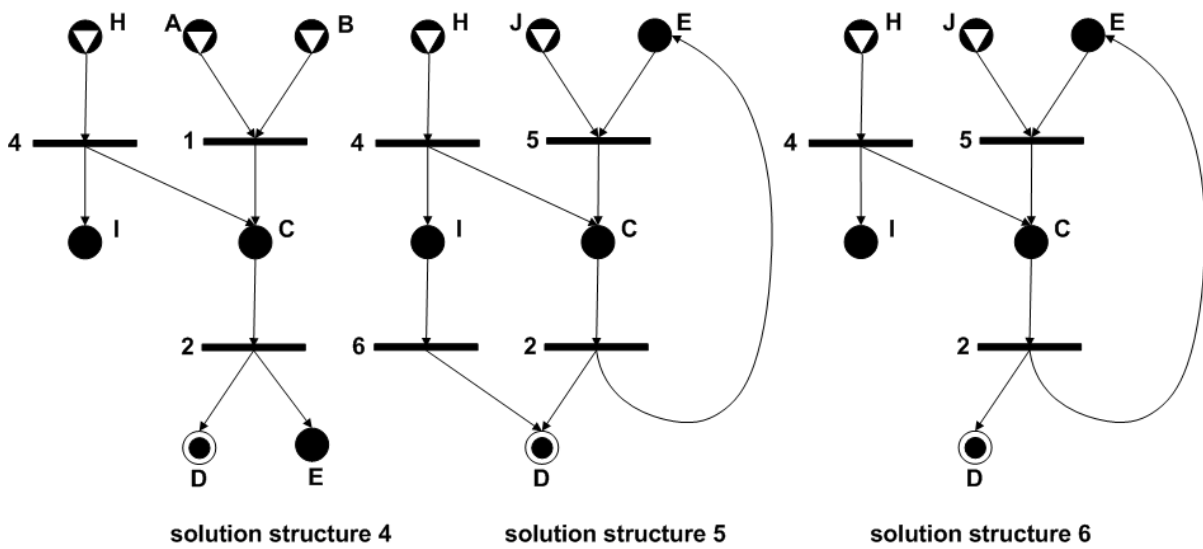 H A B H J E H J E
4 1 4 5 4 5
I C I C I C
2 6 2 2
D E D D
solution structure 4 solution structure 5 solution structure 6